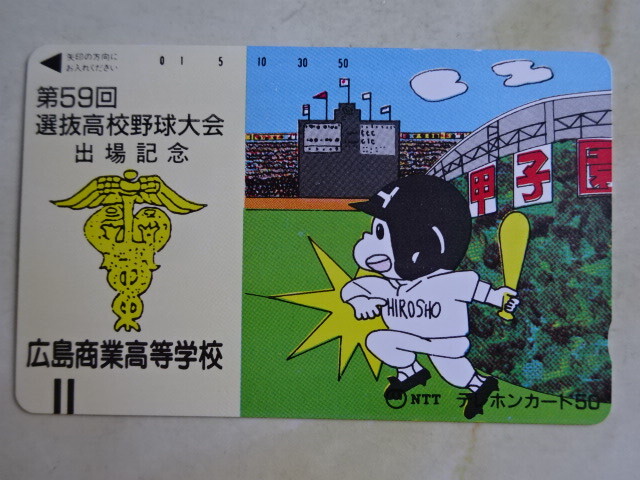 矢印の方向に
お入れください
0 1 5 10 30 50
第59回
選抜高校野球大会
出場記念
広島商業高等学校
甲子園
HIROSHO
NTT テレホンカード50